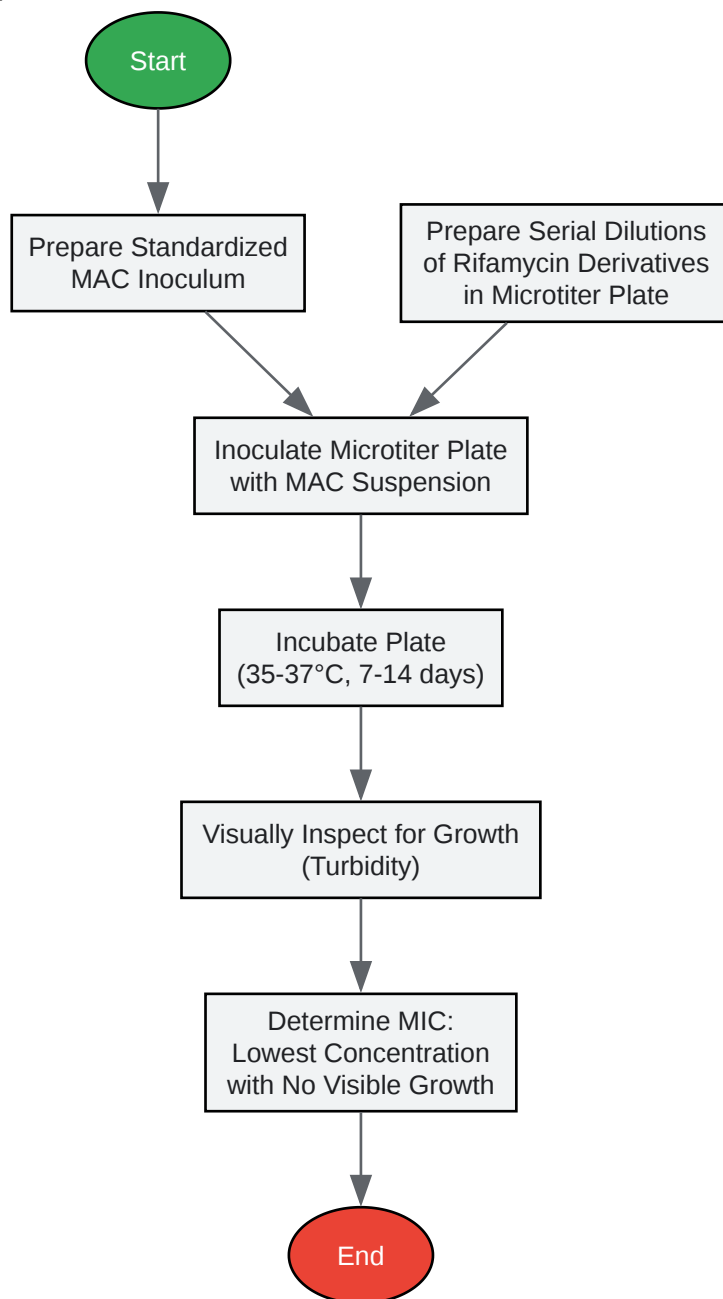 Start
Prepare Standardized
MAC Inoculum
Prepare Serial Dilutions
of Rifamycin Derivatives
in Microtiter Plate
Inoculate Microtiter Plate
with MAC Suspension
Incubate Plate
(35-37°C, 7-14 days)
Visually Inspect for Growth
(Turbidity)
Determine MIC:
Lowest Concentration
with No Visible Growth
End